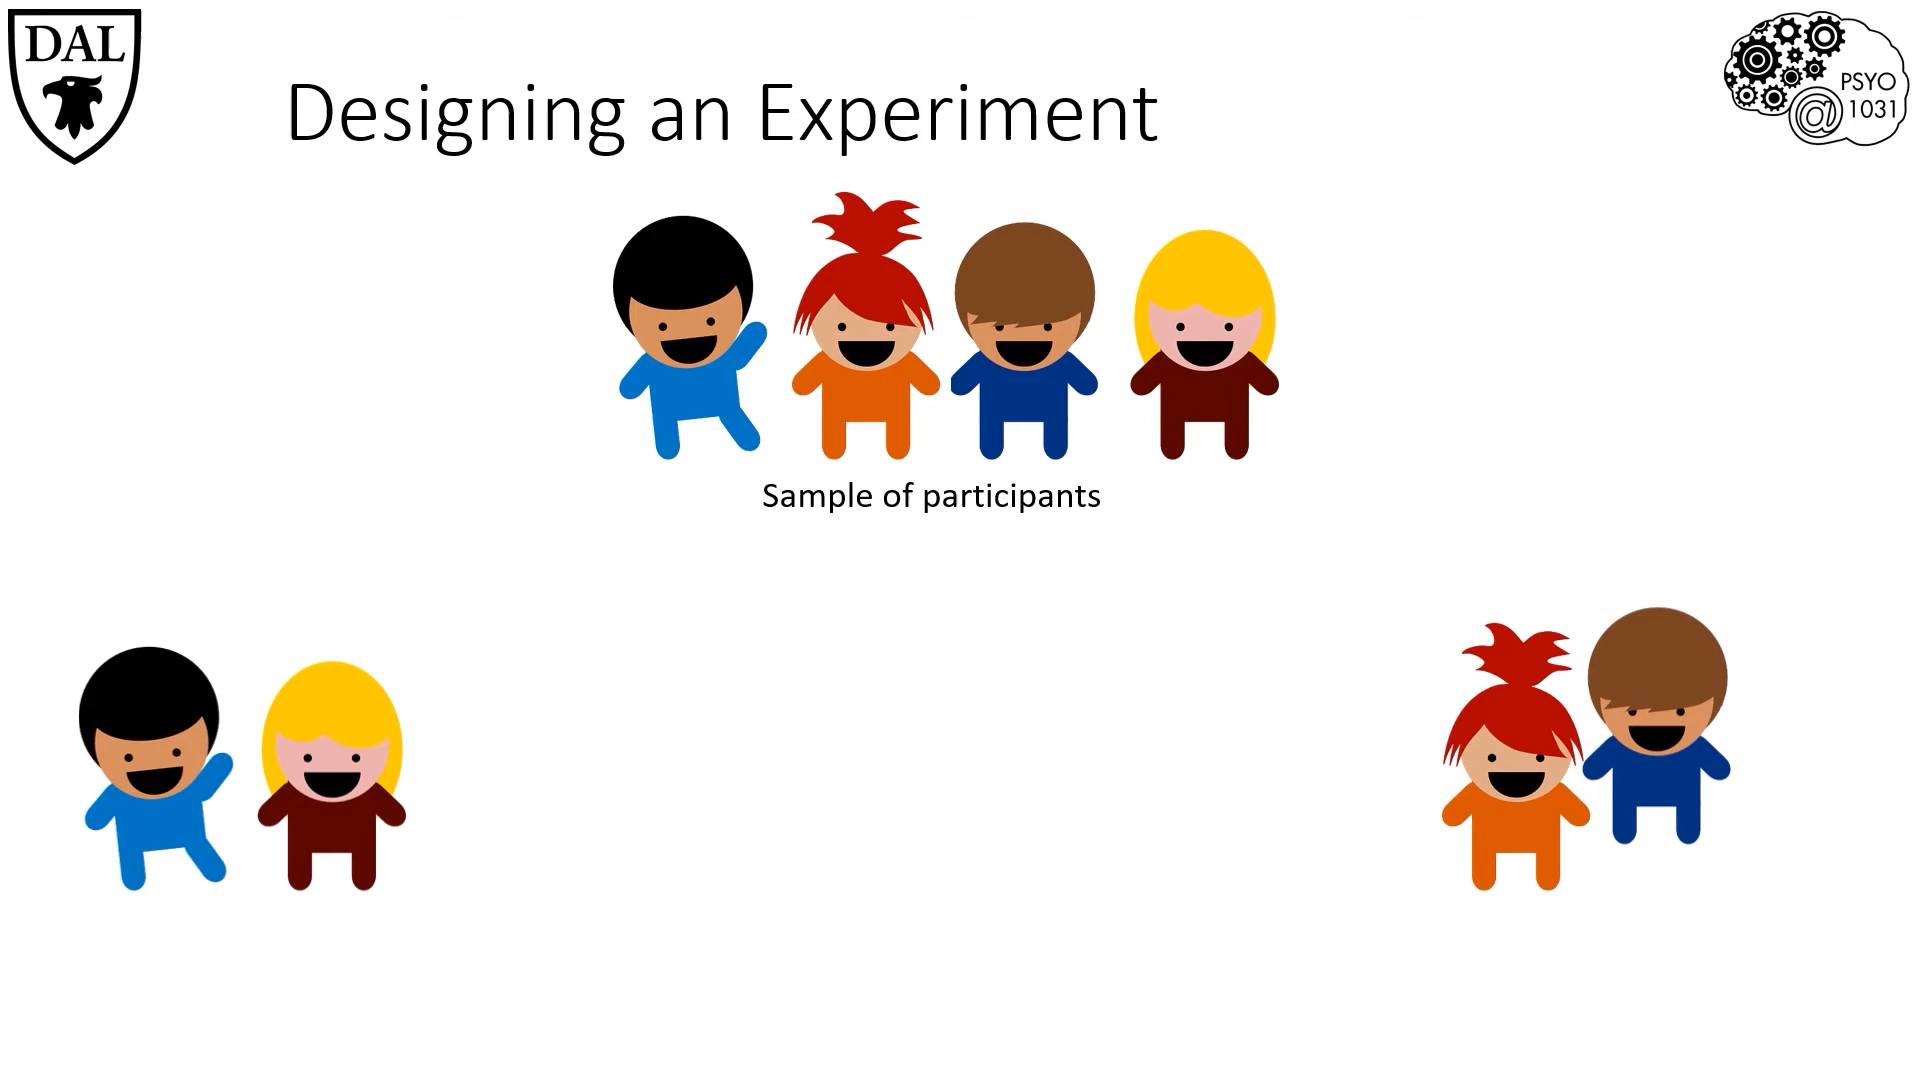 DAL
Designing an Experiment
PSYO
@ 1031
Sample of participants